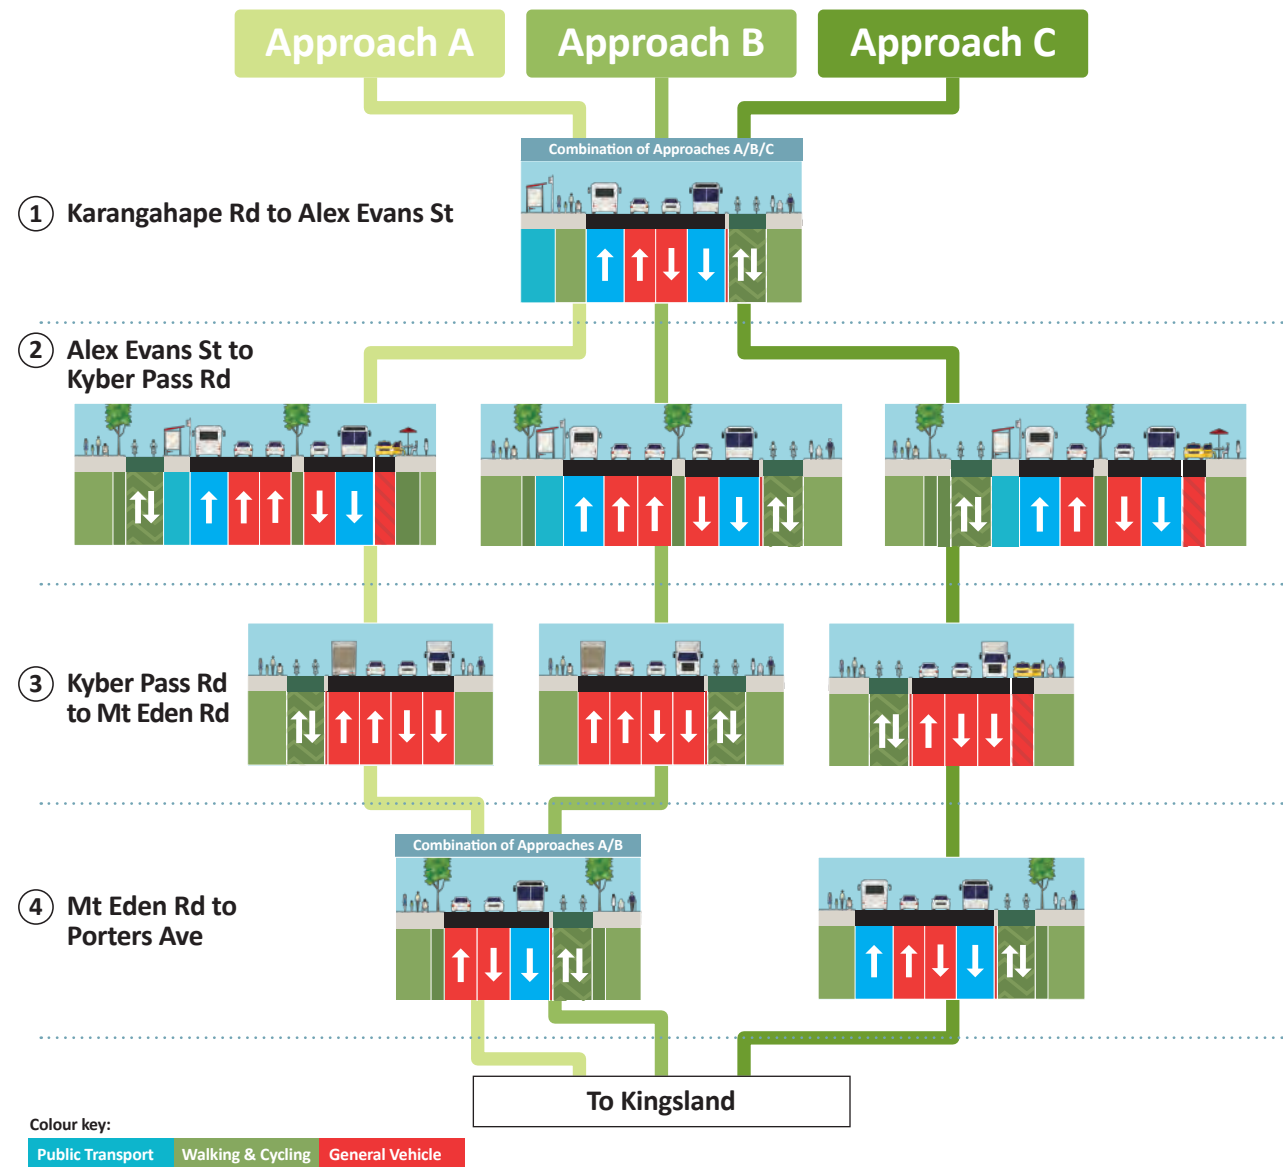 Approach A
Approach B
Approach C
Combination of Approaches A/B/C
1 Karangahape Rd to Alex Evans St
2 Alex Evans St to
Kyber Pass Rd
3 Kyber Pass Rd
to Mt Eden Rd
Combination of Approaches A/B
4 Mt Eden Rd to
Porters Ave
To Kingsland
Colour key:
Public Transport
Walking & Cycling
General Vehicle